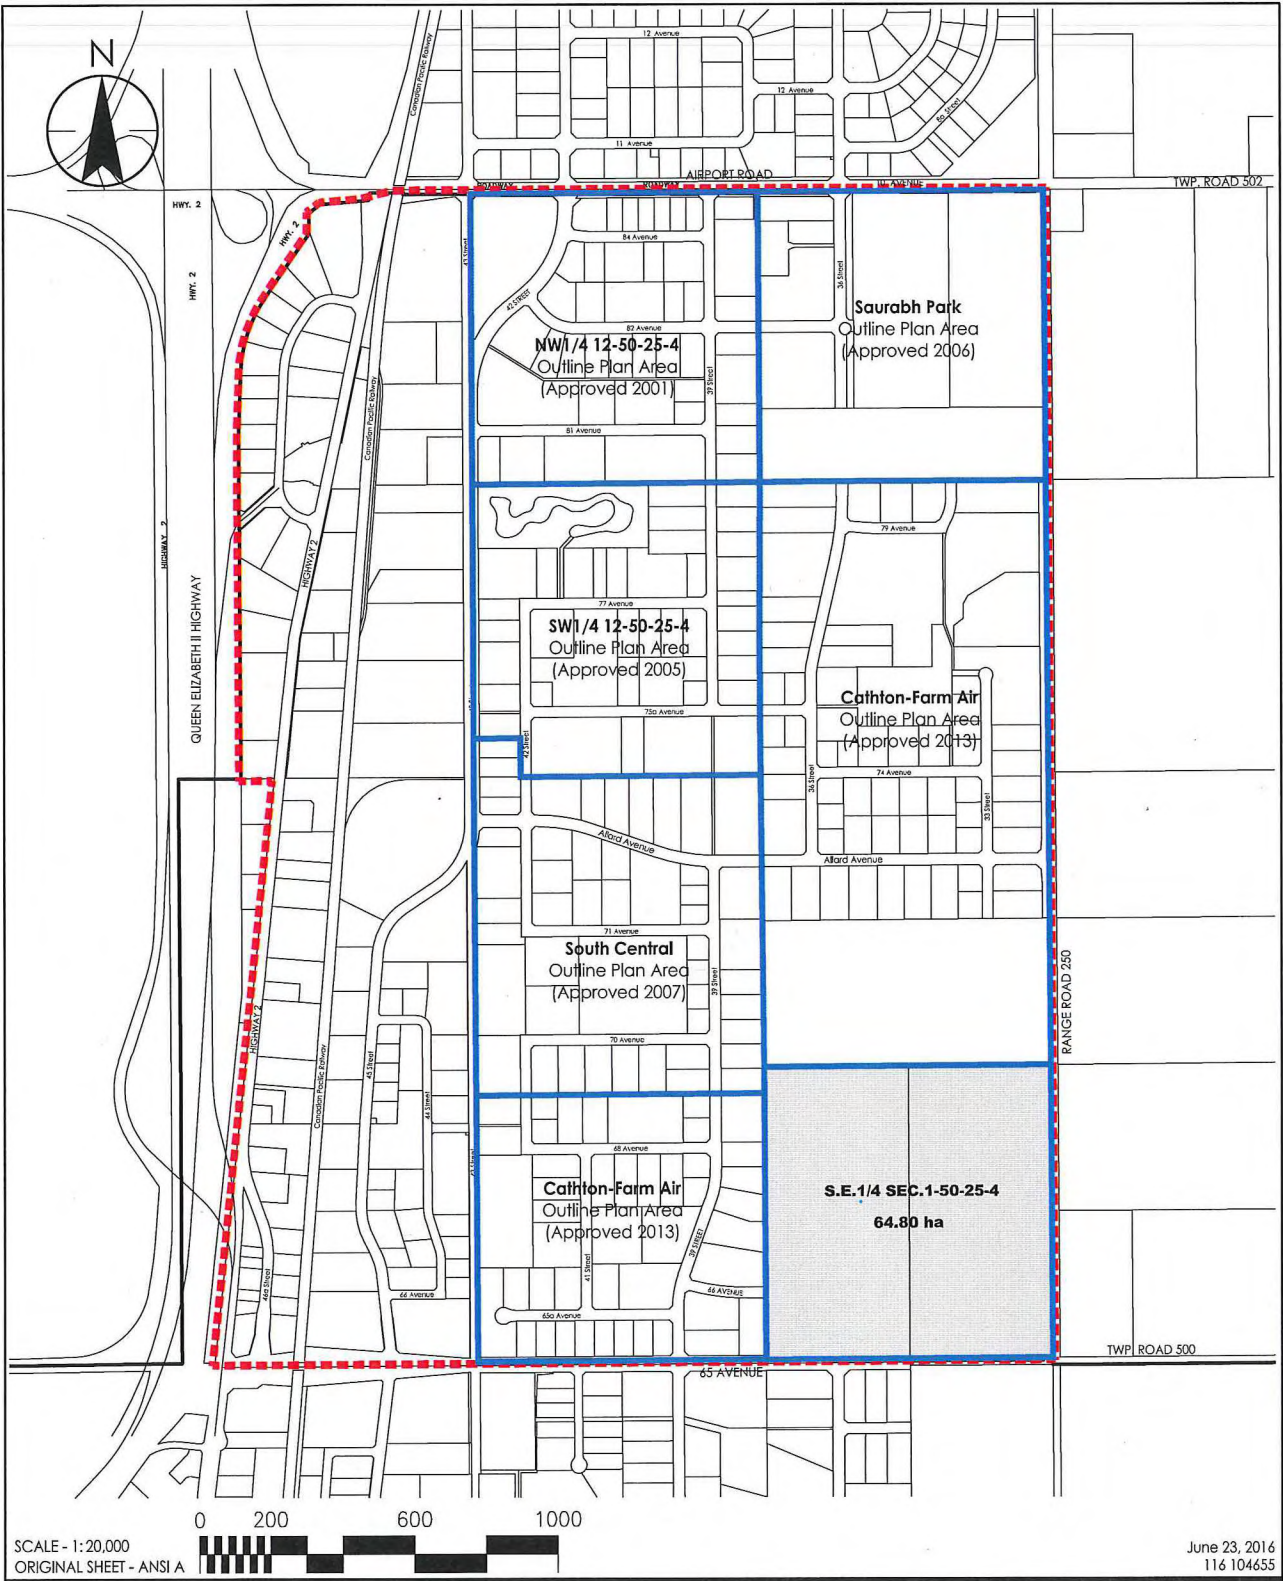 12 Avenue
Canadian Pacific Railway
N
12 Avenue
8a Street
11 Avenue
AIRPORT ROAD
ROADWAY
ROADWAY
10 AVENUE
TWP. ROAD 502
HWY. 2
HWY. 2
HWY. 2
43 Street
84 Avenue
36 Street
42 STREET
Saurabh Park
Outline Plan Area
(Approved 2006)
82 Avenue
NW1/4 12-50-25-4
Outline Plan Area
(Approved 2001)
39 Street
Canadian Pacific Railway
81 Avenue
HIGHWAY 2
79 Avenue
HIGHWAY 2
77 Avenue
SW1/4 12-50-25-4
Outline Plan Area
(Approved 2005)
QUEEN ELIZABETH II HIGHWAY
Cathton-Farm Air
Outline Plan Area
(Approved 2013)
75a Avenue
42 Street
74 Avenue
36 Street
33 Street
Allard Avenue
Allard Avenue
71 Avenue
South Central
Outline Plan Area
(Approved 2007)
39 Street
RANGE ROAD 250
HIGHWAY 2
70 Avenue
45 Street
Canadian Pacific Railway
44 Street
68 Avenue
Cathton-Farm Air
Outline Plan Area
(Approved 2013)
S.E.1/4 SEC.1-50-25-4
64.80 ha
39 STREET
41 Street
46a Street
66 Avenue
66 AVENUE
65a Avenue
TWP. ROAD 500
65 AVENUE
0 200 600 1000
SCALE - 1:20,000
ORIGINAL SHEET - ANSI A
June 23, 2016
116 104655